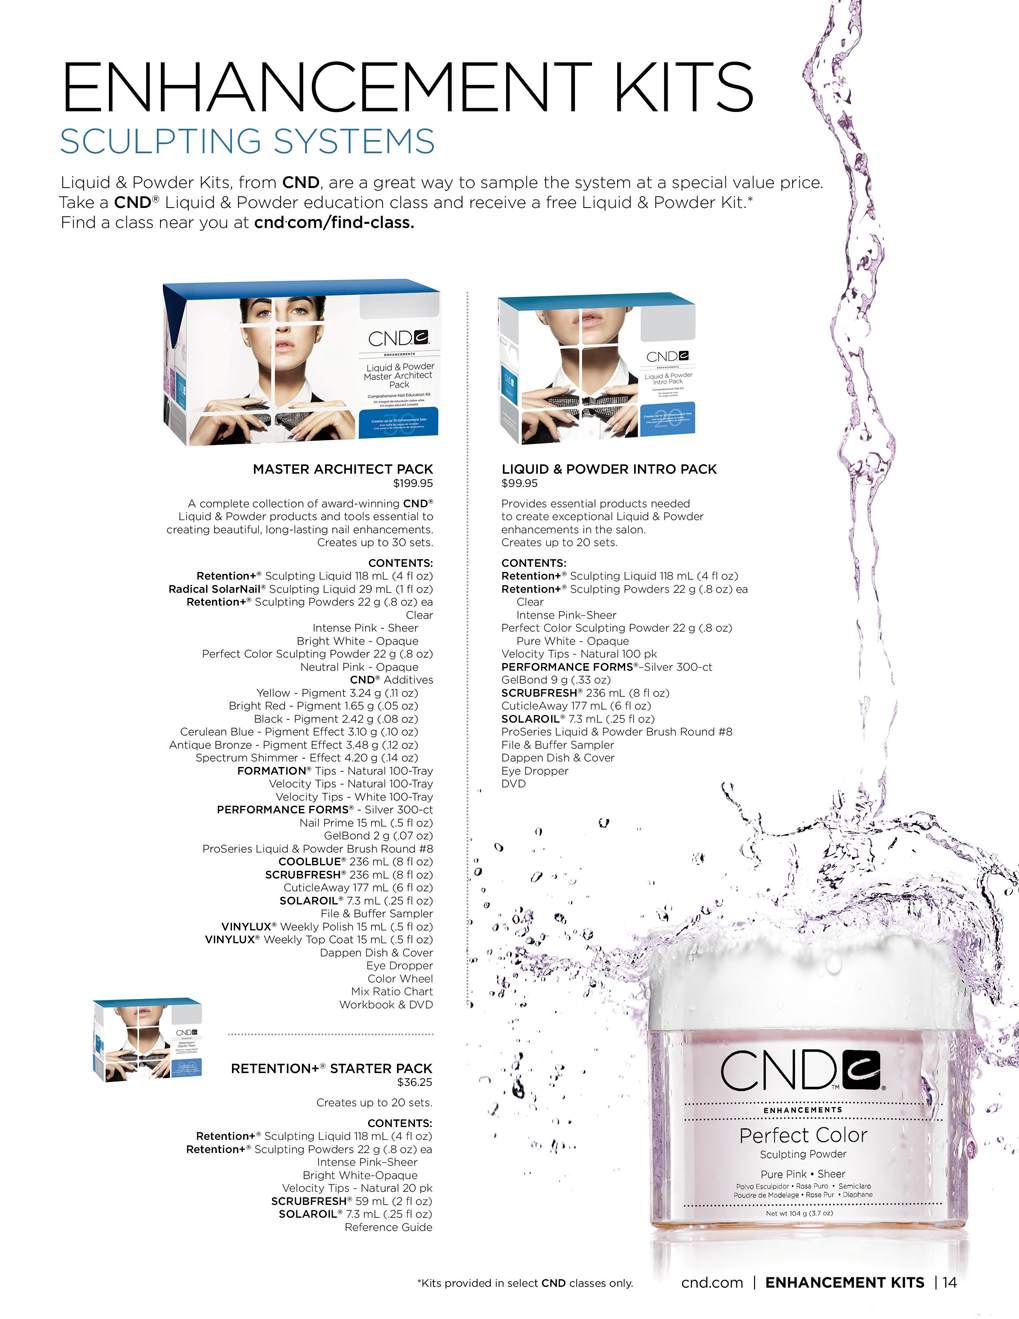 ENHANCEMENT KITS
SCULPTING SYSTEMS
Liquid & Powder Kits, from CND, are a great way to sample the system at a special value price.
Take a CND® Liquid & Powder education class and receive a free Liquid & Powder Kit.*
Find a class near you at cnd.com/find-class.
CND
ENHANCEMENTS
Liquid & Powder
Master Architect
Pack
Comprehensive Nail Education Kit
30
CND
ENHANCEMENTS
Liquid & Powder
Intro Pack
20
MASTER ARCHITECT PACK
$199.95
A complete collection of award-winning CND®
Liquid & Powder products and tools essential to
creating beautiful, long-lasting nail enhancements.
Creates up to 30 sets.
CONTENTS:
Retention+® Sculpting Liquid 118 mL (4 fl oz)
Radical SolarNail® Sculpting Liquid 29 mL (1 fl oz)
Retention+® Sculpting Powders 22 g (.8 oz) ea
Clear
Intense Pink - Sheer
Bright White - Opaque
Perfect Color Sculpting Powder 22 g (.8 oz)
Neutral Pink - Opaque
CND® Additives
Yellow - Pigment 3.24 g (.11 oz)
Bright Red - Pigment 1.65 g (.05 oz)
Black - Pigment 2.42 g (.08 oz)
Cerulean Blue - Pigment Effect 3.10 g (.10 oz)
Antique Bronze - Pigment Effect 3.48 g (.12 oz)
Spectrum Shimmer - Effect 4.20 g (.14 oz)
FORMATION® Tips - Natural 100-Tray
Velocity Tips - Natural 100-Tray
Velocity Tips - White 100-Tray
PERFORMANCE FORMS® - Silver 300-ct
Nail Prime 15 mL (.5 fl oz)
GelBond 2 g (.07 oz)
ProSeries Liquid & Powder Brush Round #8
COOLBLUE® 236 mL (8 fl oz)
SCRUBFRESH® 236 mL (8 fl oz)
CuticleAway 177 mL (6 fl oz)
SOLAROIL® 7.3 mL (.25 fl oz)
File & Buffer Sampler
VINYLUX® Weekly Polish 15 mL (.5 fl oz)
VINYLUX® Weekly Top Coat 15 mL (.5 fl oz)
Dappen Dish & Cover
Eye Dropper
Color Wheel
Mix Ratio Chart
Workbook & DVD
LIQUID & POWDER INTRO PACK
$99.95
Provides essential products needed
to create exceptional Liquid & Powder
enhancements in the salon.
Creates up to 20 sets.
CONTENTS:
Retention+® Sculpting Liquid 118 mL (4 fl oz)
Retention+® Sculpting Powders 22 g (.8 oz) ea
Clear
Intense Pink–Sheer
Perfect Color Sculpting Powder 22 g (.8 oz)
Pure White - Opaque
Velocity Tips - Natural 100 pk
PERFORMANCE FORMS®–Silver 300-ct
GelBond 9 g (.33 oz)
SCRUBFRESH® 236 mL (8 fl oz)
CuticleAway 177 mL (6 fl oz)
SOLAROIL® 7.3 mL (.25 fl oz)
ProSeries Liquid & Powder Brush Round #8
File & Buffer Sampler
Dappen Dish & Cover
Eye Dropper
DVD
CND
RETENTION+® STARTER PACK
$36.25
Creates up to 20 sets.
CONTENTS:
Retention+® Sculpting Liquid 118 mL (4 fl oz)
Retention+® Sculpting Powders 22 g (.8 oz) ea
Intense Pink–Sheer
Bright White-Opaque
Velocity Tips - Natural 20 pk
SCRUBFRESH® 59 mL (2 fl oz)
SOLAROIL® 7.3 mL (.25 fl oz)
Reference Guide
CND™ ®
ENHANCEMENTS
Perfect Color
Sculpting Powder
Pure Pink • Sheer
Polvo Esculpidor • Rosa Puro • Semiclaro
Poudre de Modelage • Rose Pur • Diaphane
Net wt 104 g (3.7 oz)
*Kits provided in select CND classes only.
cnd.com | ENHANCEMENT KITS | 14